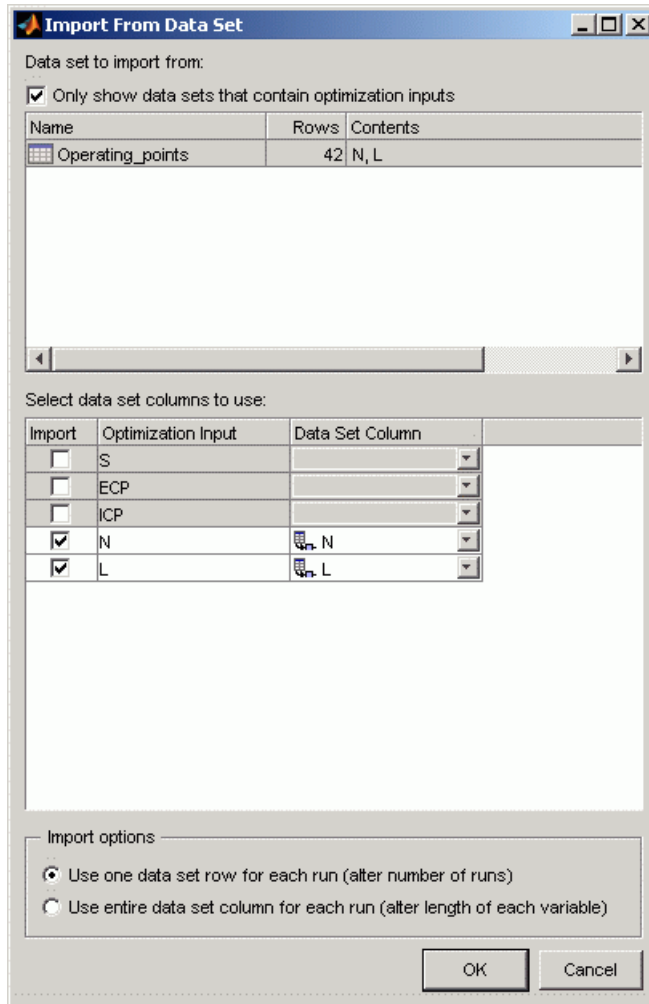 Import From Data Set
Data set to import from:
Only show data sets that contain optimization inputs
Name Rows Contents
Operating_points 42 N, L
Select data set columns to use:
Import Optimization Input Data Set Column
S
ECP
ICP
N N
L L
Import options
Use one data set row for each run (alter number of runs)
Use entire data set column for each run (alter length of each variable)
OK Cancel